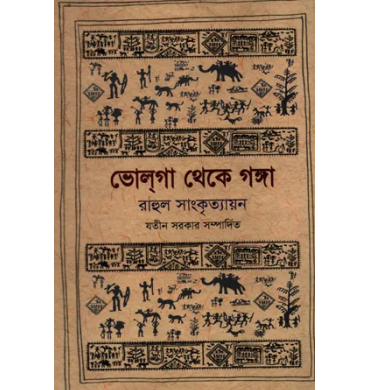 ভোল্‌গা থেকে গঙ্গা
রাহুল সাংকৃত্যায়ন
যতীন সরকার সম্পাদিত